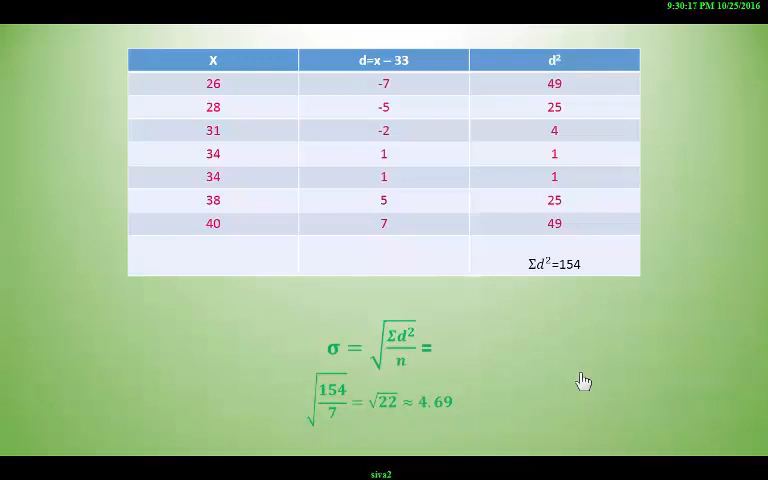 9:30:17 PM 10/25/2016
X d=x – 33 d²
26 -7 49
28 -5 25
31 -2 4
34 1 1
34 1 1
38 5 25
40 7 49
Σd²=154
σ = √(Σd²/n) =
√(154/7) = √22 ≈ 4.69
siva2